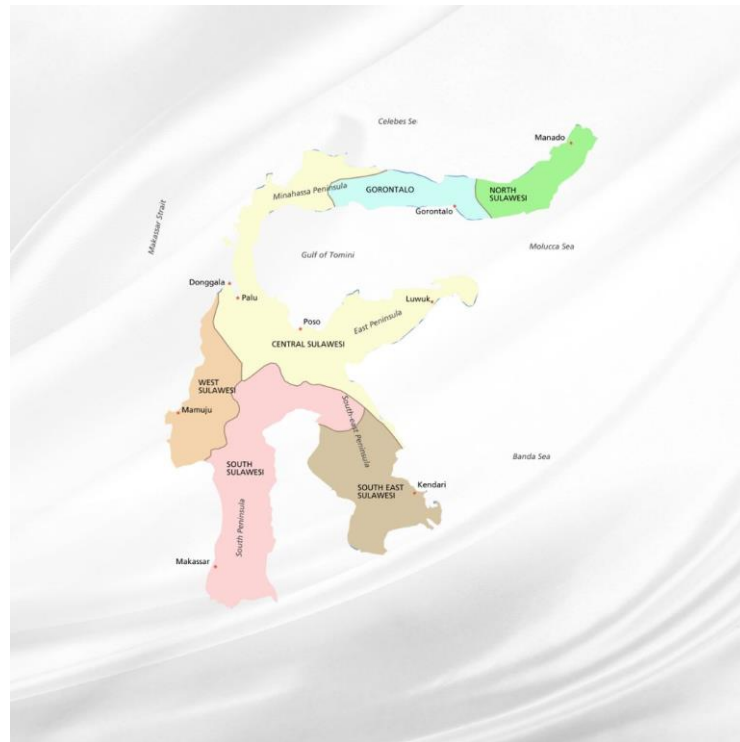 Celebes Se
Manado
Minahassa Peninsula
GORONTALO
NORTH
SULAWESI
Gorontalo
Makassar Strait
Gulf of Tomini
Molucca Sea
Donggala
Palu
Luwuk
Poso
East Peninsula
CENTRAL SULAWESI
WEST
SULAWESI
Mamuju
South-east Peninsula
SOUTH
SULAWESI
Banda Sea
SOUTH EAST
SULAWESI
Kendari
South Peninsula
Makassar